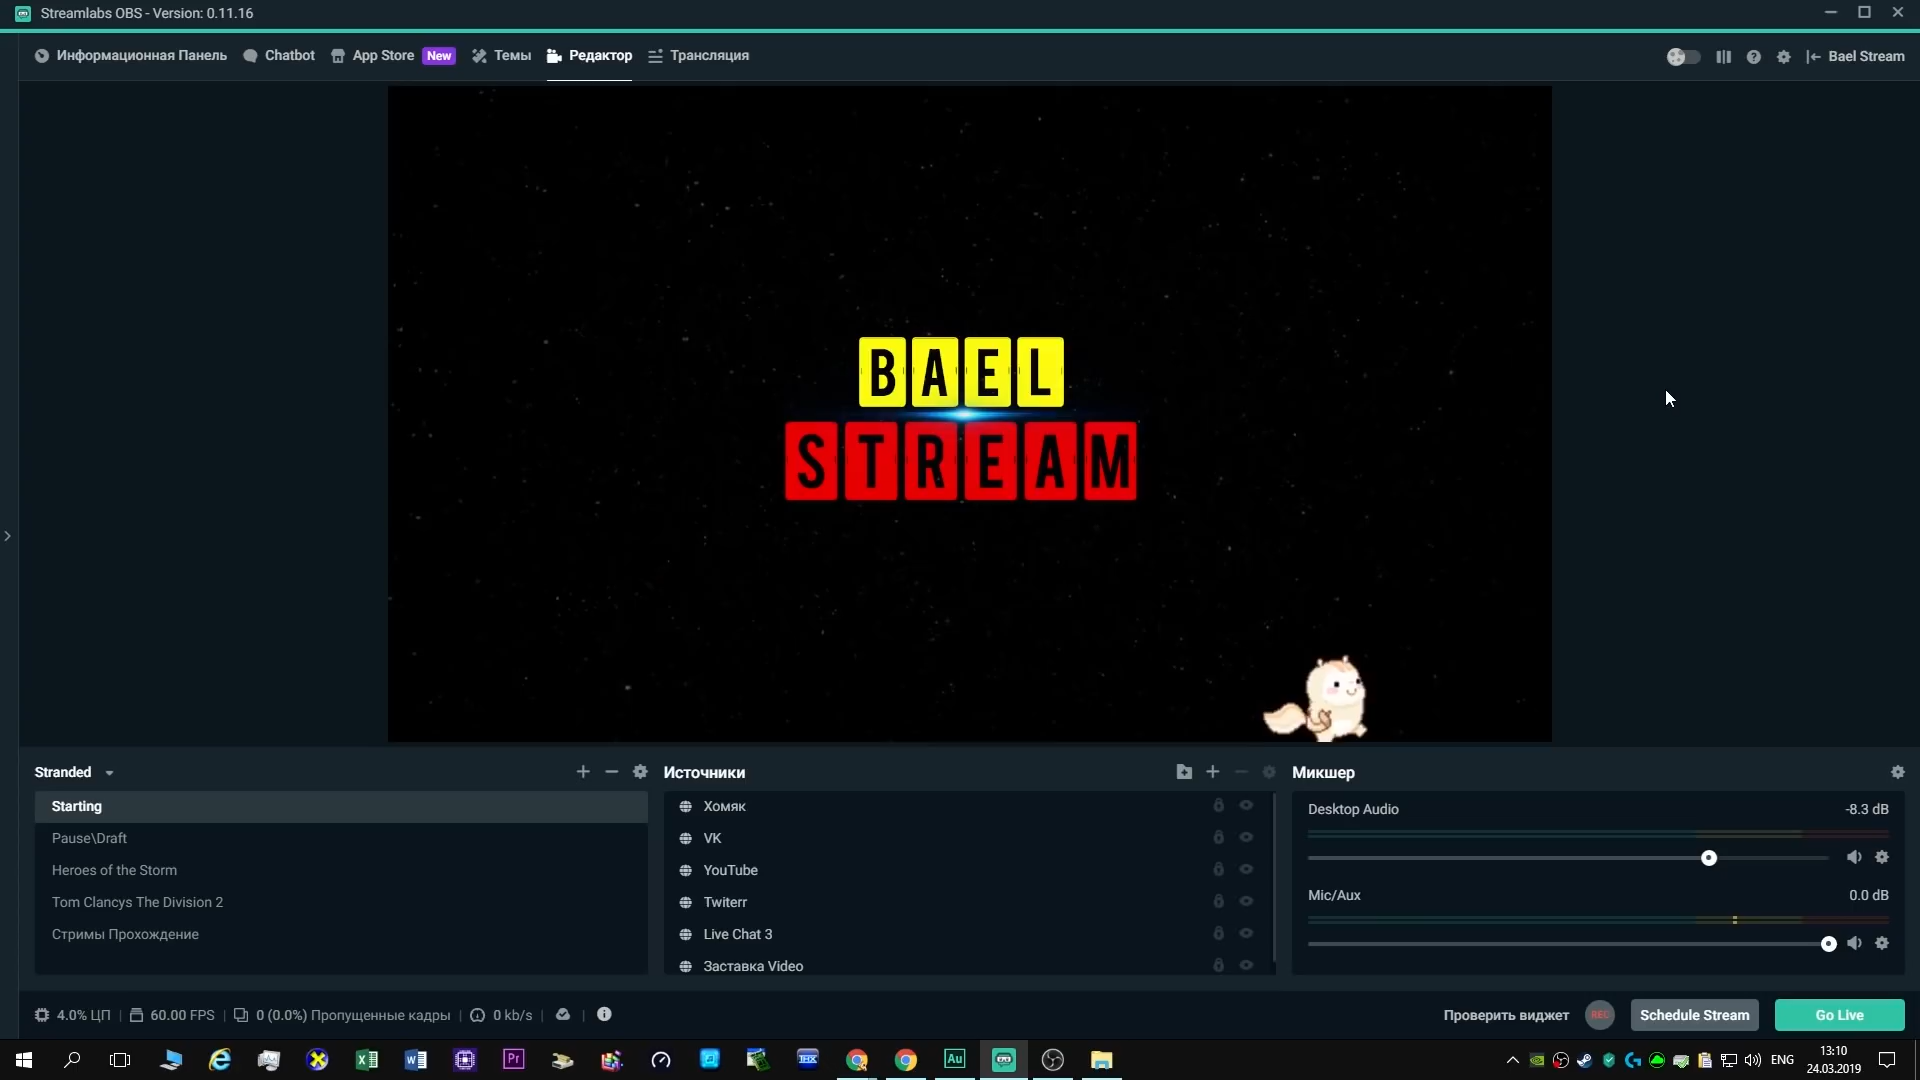 Streamlabs OBS - Version: 0.11.16
Информационная Панель Chatbot App Store New Темы Редактор Трансляция
Bael Stream
BAEL
STREAM
Stranded
Starting
Pause\Draft
Heroes of the Storm
Tom Clancys The Division 2
Стримы Прохождение
Источники
Хомяк
VK
YouTube
Twiterr
Live Chat 3
Заставка Video
Микшер
Desktop Audio -8.3 dB
Mic/Aux 0.0 dB
4.0% ЦП 60.00 FPS 0 (0.0%) Пропущенные кадры 0 kb/s
Проверить виджет REC Schedule Stream Go Live
Pr THX Au
ENG 13:10
24.03.2019